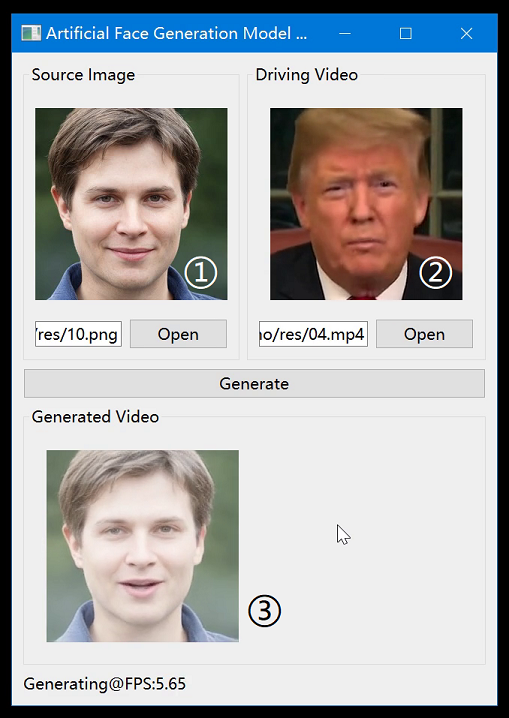 Artificial Face Generation Model ...
Source Image
Driving Video
①
②
/res/10.png
Open
no/res/04.mp4
Open
Generate
Generated Video
③
Generating@FPS:5.65